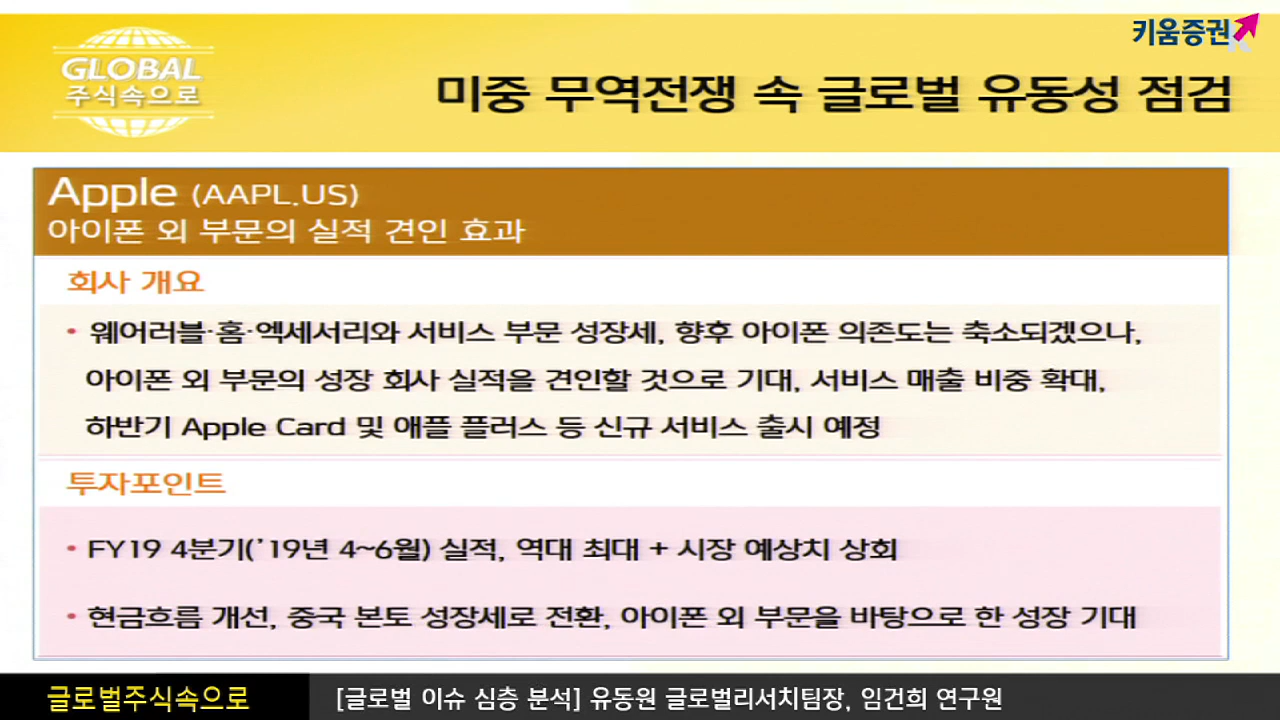 키움증권
GLOBAL
주식속으로
미중 무역전쟁 속 글로벌 유동성 점검
Apple (AAPL.US)
아이폰 외 부문의 실적 견인 효과
회사 개요
• 웨어러블·홈·엑세서리와 서비스 부문 성장세, 향후 아이폰 의존도는 축소되겠으나,
아이폰 외 부문의 성장 회사 실적을 견인할 것으로 기대, 서비스 매출 비중 확대,
하반기 Apple Card 및 애플 플러스 등 신규 서비스 출시 예정
투자포인트
• FY19 4분기('19년 4~6월) 실적, 역대 최대 + 시장 예상치 상회
• 현금흐름 개선, 중국 본토 성장세로 전환, 아이폰 외 부문을 바탕으로 한 성장 기대
글로벌주식속으로
[글로벌 이슈 심층 분석] 유동원 글로벌리서치팀장, 임건희 연구원